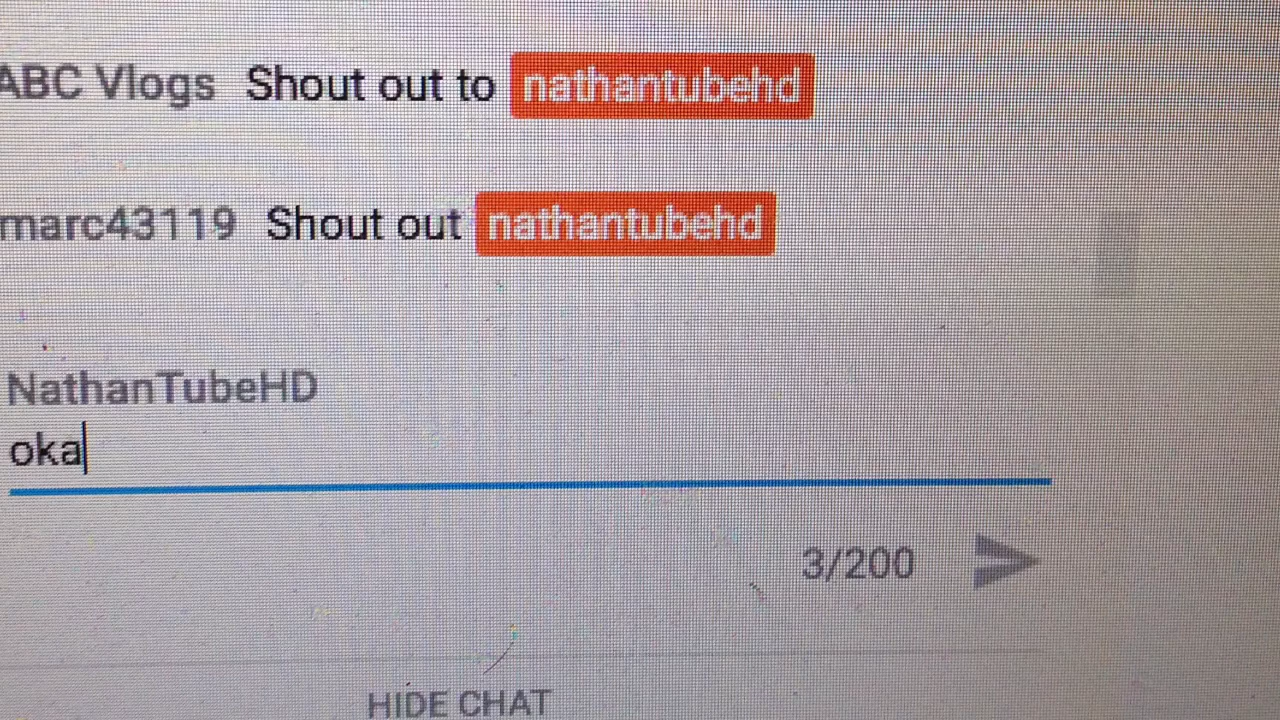 ABC Vlogs Shout out to nathantubehd
marc43119 Shout out nathantubehd
NathanTubeHD
oka
3/200
HIDE CHAT